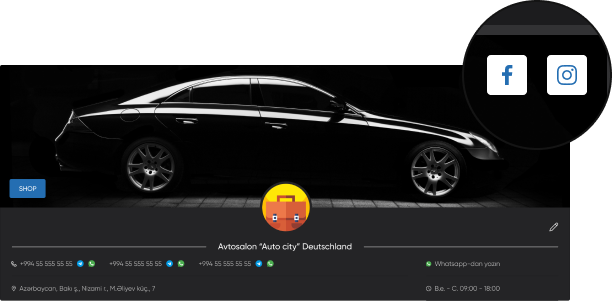 SHOP
Avtosalon “Auto city” Deutschland
+994 55 555 55 55 +994 55 555 55 55 +994 55 555 55 55 Whatsapp-dan yazın
Azərbaycan, Bakı ş., Nizami r., M.Əliyev küç., 7 B.e. - C. 09:00 - 18:00